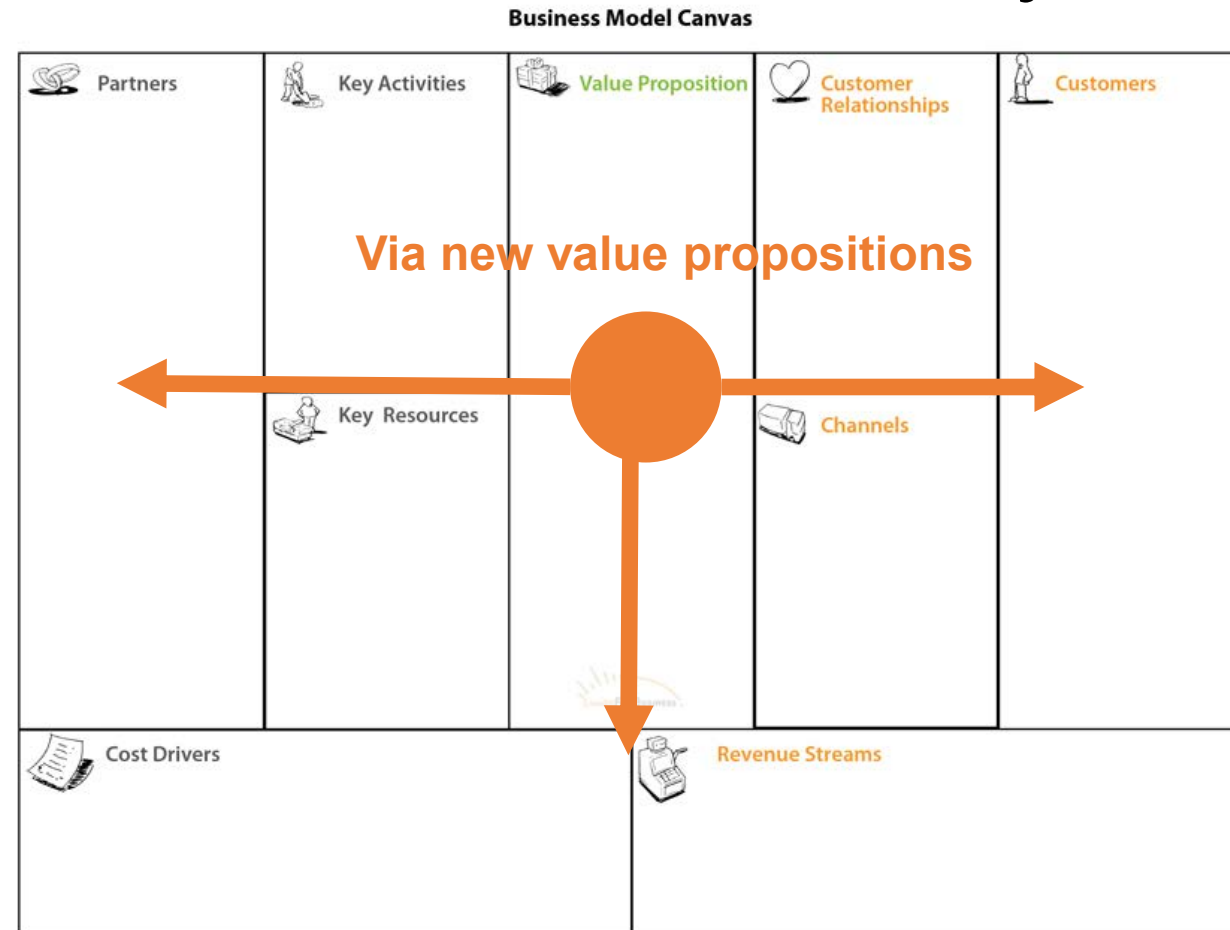 Business Model Canvas
Partners
Key Activities
Value Proposition
Customer
Relationships
Customers
Via new value propositions
Key Resources
Channels
Cost Drivers
Revenue Streams